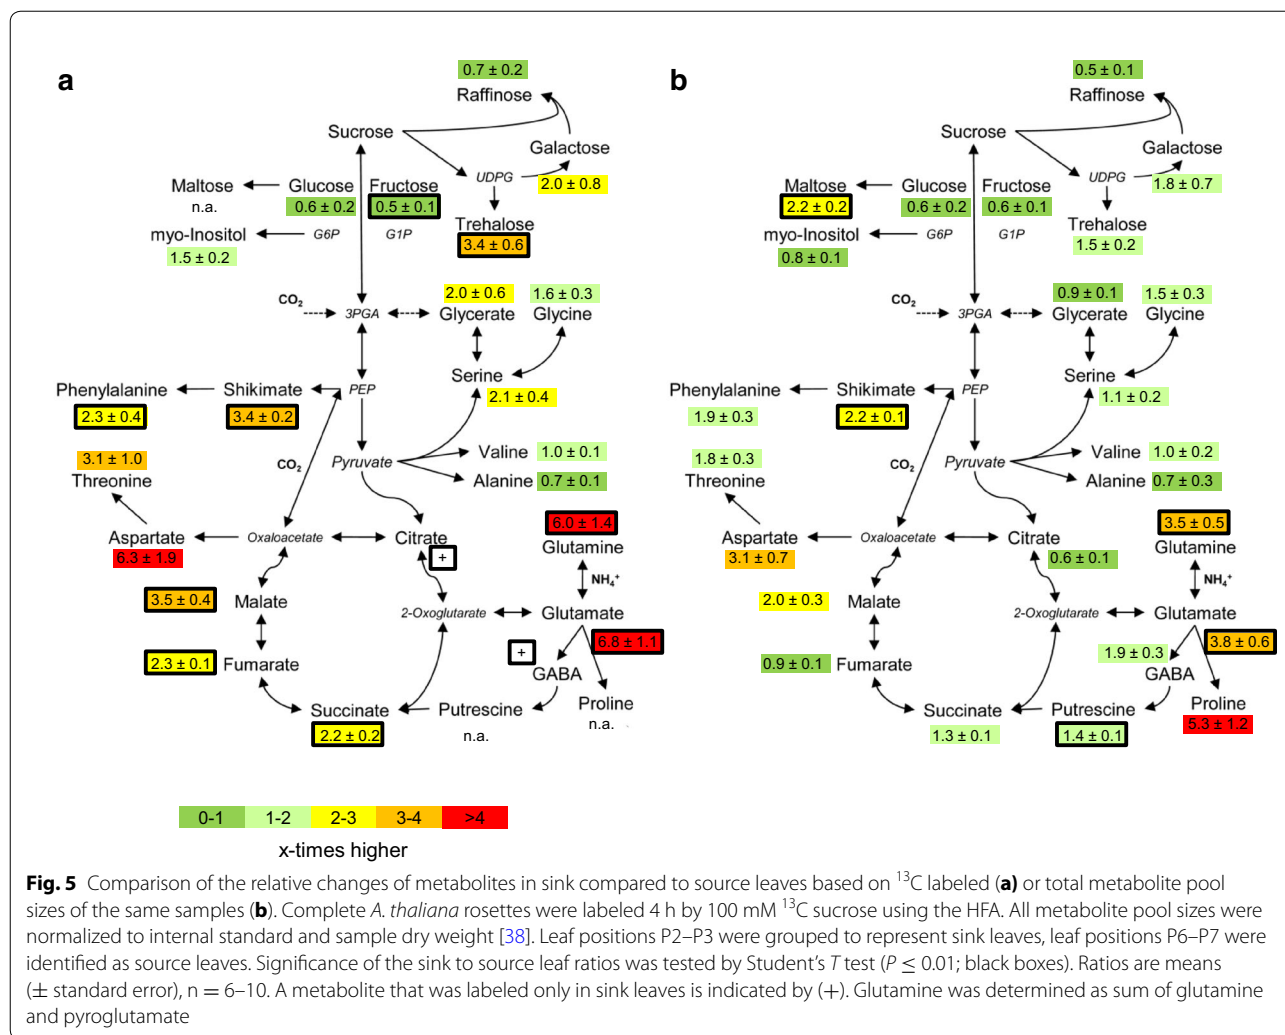 a
0.7 ± 0.2
Raffinose
Sucrose
Galactose
UDPG
2.0 ± 0.8
Maltose
n.a.
Glucose
0.6 ± 0.2
Fructose
0.5 ± 0.1
Trehalose
3.4 ± 0.6
myo-Inositol
1.5 ± 0.2
G6P
G1P
CO2
3PGA
2.0 ± 0.6
Glycerate
1.6 ± 0.3
Glycine
Phenylalanine
2.3 ± 0.4
Shikimate
3.4 ± 0.2
PEP
Serine
2.1 ± 0.4
3.1 ± 1.0
Threonine
CO2
Pyruvate
Valine
1.0 ± 0.1
Alanine
0.7 ± 0.1
Aspartate
6.3 ± 1.9
Oxaloacetate
Citrate
+
6.0 ± 1.4
Glutamine
NH4+
3.5 ± 0.4
Malate
2-Oxoglutarate
Glutamate
6.8 ± 1.1
2.3 ± 0.1
Fumarate
+
GABA
Succinate
2.2 ± 0.2
Putrescine
n.a.
Proline
n.a.
b
0.5 ± 0.1
Raffinose
Sucrose
Galactose
UDPG
1.8 ± 0.7
Maltose
2.2 ± 0.2
Glucose
0.6 ± 0.2
Fructose
0.6 ± 0.1
Trehalose
1.5 ± 0.2
myo-Inositol
0.8 ± 0.1
G6P
G1P
CO2
3PGA
0.9 ± 0.1
Glycerate
1.5 ± 0.3
Glycine
Phenylalanine
1.9 ± 0.3
Shikimate
2.2 ± 0.1
PEP
Serine
1.1 ± 0.2
1.8 ± 0.3
Threonine
CO2
Pyruvate
Valine
1.0 ± 0.2
Alanine
0.7 ± 0.3
Aspartate
3.1 ± 0.7
Oxaloacetate
Citrate
0.6 ± 0.1
3.5 ± 0.5
Glutamine
NH4+
2.0 ± 0.3
Malate
2-Oxoglutarate
Glutamate
3.8 ± 0.6
0.9 ± 0.1
Fumarate
1.9 ± 0.3
GABA
Succinate
1.3 ± 0.1
Putrescine
1.4 ± 0.1
Proline
5.3 ± 1.2
0-1 1-2 2-3 3-4 >4
x-times higher
Fig. 5 Comparison of the relative changes of metabolites in sink compared to source leaves based on 13C labeled (a) or total metabolite pool
sizes of the same samples (b). Complete A. thaliana rosettes were labeled 4 h by 100 mM 13C sucrose using the HFA. All metabolite pool sizes were
normalized to internal standard and sample dry weight [38]. Leaf positions P2–P3 were grouped to represent sink leaves, leaf positions P6–P7 were
identified as source leaves. Significance of the sink to source leaf ratios was tested by Student's T test (P ≤ 0.01; black boxes). Ratios are means
(± standard error), n = 6–10. A metabolite that was labeled only in sink leaves is indicated by (+). Glutamine was determined as sum of glutamine
and pyroglutamate